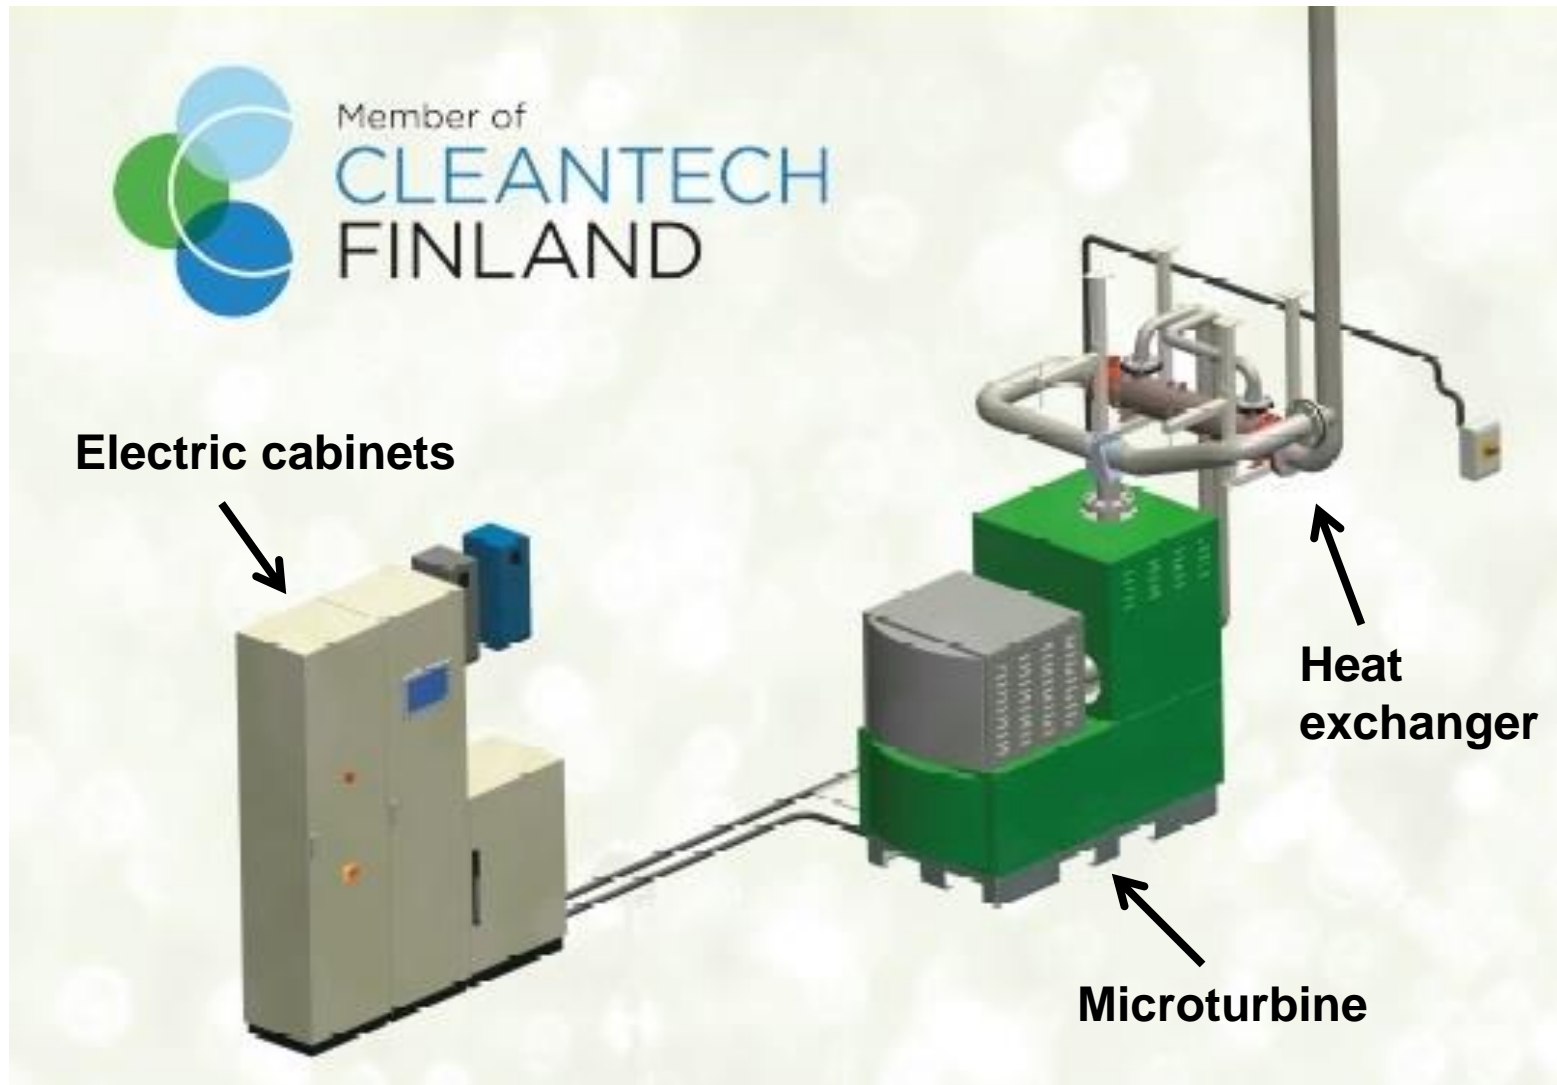 Member of
CLEANTECH
FINLAND
Electric cabinets
Heat
exchanger
Microturbine